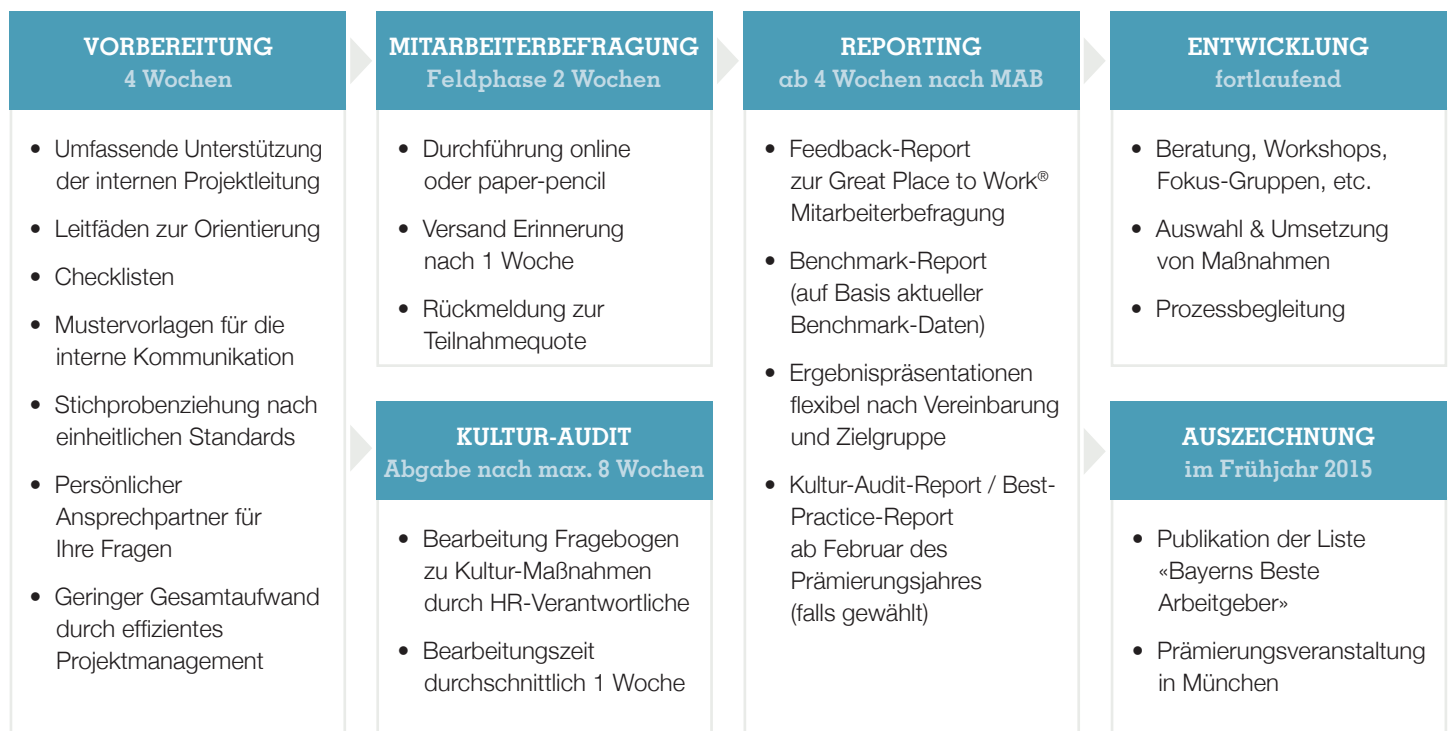 VORBEREITUNG
4 Wochen
• Umfassende Unterstützung
der internen Projektleitung
• Leitfäden zur Orientierung
• Checklisten
• Mustervorlagen für die
interne Kommunikation
• Stichprobenziehung nach
einheitlichen Standards
• Persönlicher
Ansprechpartner für
Ihre Fragen
• Geringer Gesamtaufwand
durch effizientes
Projektmanagement
MITARBEITERBEFRAGUNG
Feldphase 2 Wochen
• Durchführung online
oder paper-pencil
• Versand Erinnerung
nach 1 Woche
• Rückmeldung zur
Teilnahmequote
KULTUR-AUDIT
Abgabe nach max. 8 Wochen
• Bearbeitung Fragebogen
zu Kultur-Maßnahmen
durch HR-Verantwortliche
• Bearbeitungszeit
durchschnittlich 1 Woche
REPORTING
ab 4 Wochen nach MAB
• Feedback-Report
zur Great Place to Work®
Mitarbeiterbefragung
• Benchmark-Report
(auf Basis aktueller
Benchmark-Daten)
• Ergebnispräsentationen
flexibel nach Vereinbarung
und Zielgruppe
• Kultur-Audit-Report / Best-
Practice-Report
ab Februar des
Prämierungsjahres
(falls gewählt)
ENTWICKLUNG
fortlaufend
• Beratung, Workshops,
Fokus-Gruppen, etc.
• Auswahl & Umsetzung
von Maßnahmen
• Prozessbegleitung
AUSZEICHNUNG
im Frühjahr 2015
• Publikation der Liste
«Bayerns Beste
Arbeitgeber»
• Prämierungsveranstaltung
in München